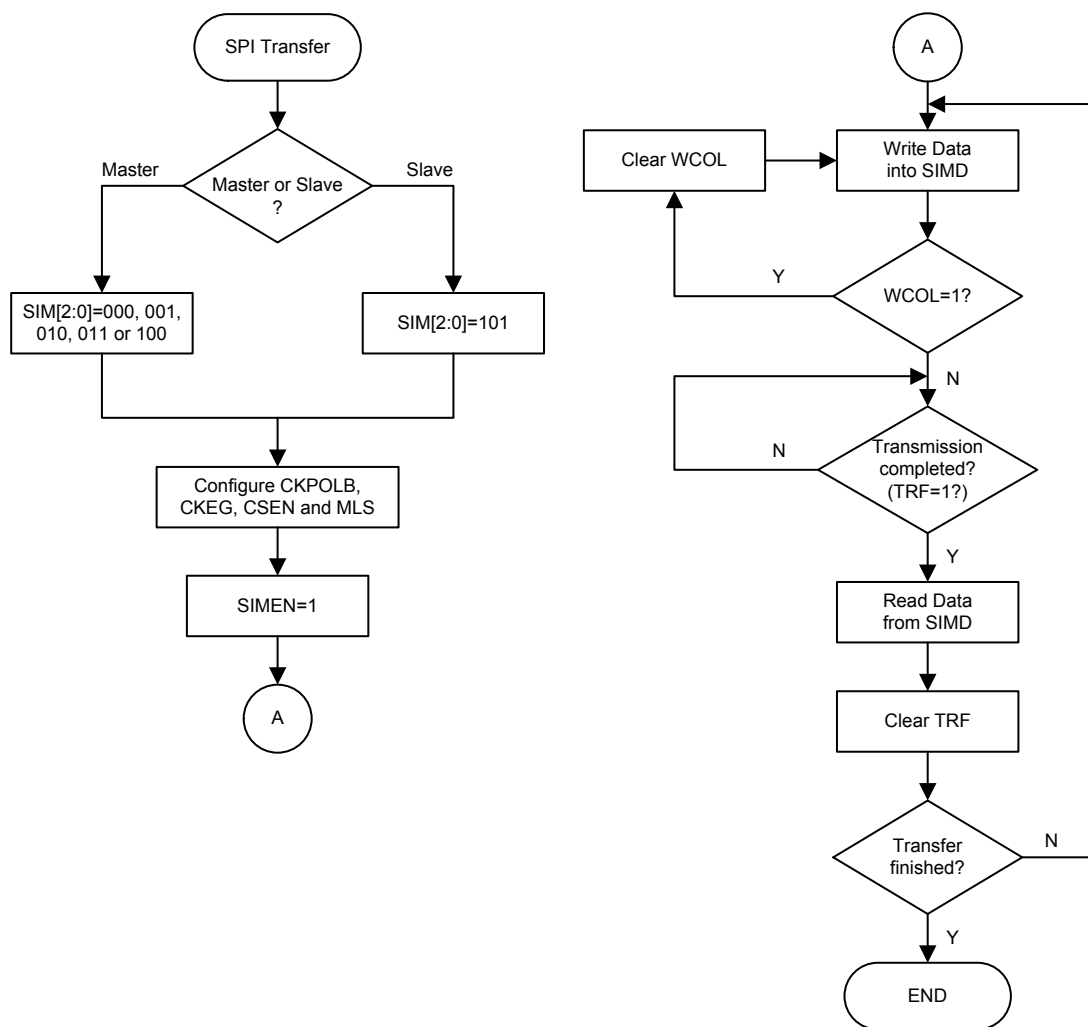 SPI Transfer
Master
Slave
Master or Slave
?
SIM[2:0]=000, 001,
010, 011 or 100
SIM[2:0]=101
Configure CKPOLB,
CKEG, CSEN and MLS
SIMEN=1
A
A
Clear WCOL
Write Data
into SIMD
Y
WCOL=1?
N
N
Transmission
completed?
(TRF=1?)
Y
Read Data
from SIMD
Clear TRF
Transfer
finished?
N
Y
END